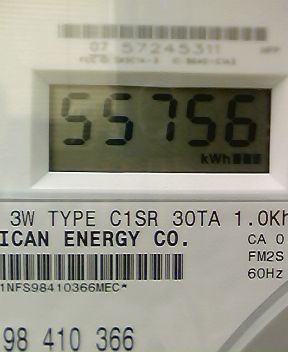 07 57245311
55756
kWh
3W TYPE C1SR 30TA 1.0Kh
ICAN ENERGY CO.
CA 0
FM2S
60Hz
1NFS98410366MEC*
98 410 366